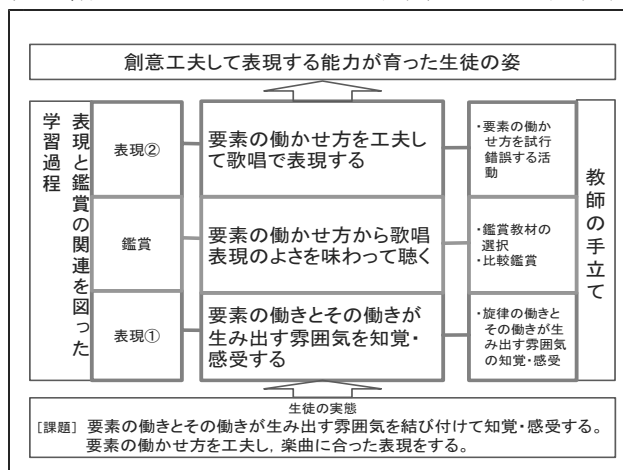 創意工夫して表現する能力が育った生徒の姿
表現と鑑賞の関連を図った
学習過程
表現②
要素の働かせ方を工夫し
て歌唱で表現する
・要素の働か
せ方を試行
錯誤する活
動
鑑賞
要素の働かせ方から歌唱
表現のよさを味わって聴く
・鑑賞教材の
選択
・比較鑑賞
表現①
要素の働きとその働きが
生み出す雰囲気を知覚・
感受する
・旋律の働きと
その働きが生
み出す雰囲気
の知覚・感受
教師の手立て
生徒の実態
[課題] 要素の働きとその働きが生み出す雰囲気を結び付けて知覚・感受する。
要素の働かせ方を工夫し,楽曲に合った表現をする。